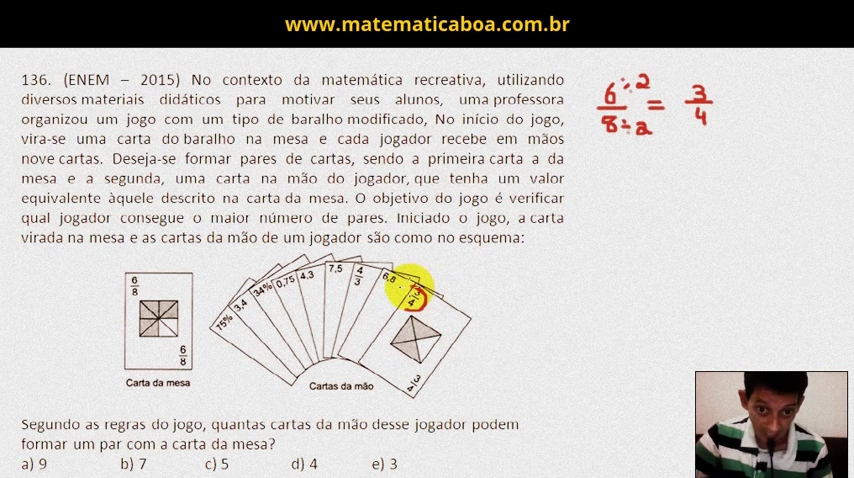 www.matematicaboa.com.br
136. (ENEM – 2015) No contexto da matemática recreativa, utilizando
diversos materiais didáticos para motivar seus alunos, uma professora
organizou um jogo com um tipo de baralho modificado, No início do jogo,
vira-se uma carta do baralho na mesa e cada jogador recebe em mãos
nove cartas. Deseja-se formar pares de cartas, sendo a primeira carta a da
mesa e a segunda, uma carta na mão do jogador, que tenha um valor
equivalente àquele descrito na carta da mesa. O objetivo do jogo é verificar
qual jogador consegue o maior número de pares. Iniciado o jogo, a carta
virada na mesa e as cartas da mão de um jogador são como no esquema:
6÷2 / 8÷2 = 3/4
6/8
6/8
Carta da mesa
75%
3,4
34%
0,75
4,3
7,5
4/3
6,8
3/4
3/4
Cartas da mão
Segundo as regras do jogo, quantas cartas da mão desse jogador podem
formar um par com a carta da mesa?
a) 9 b) 7 c) 5 d) 4 e) 3